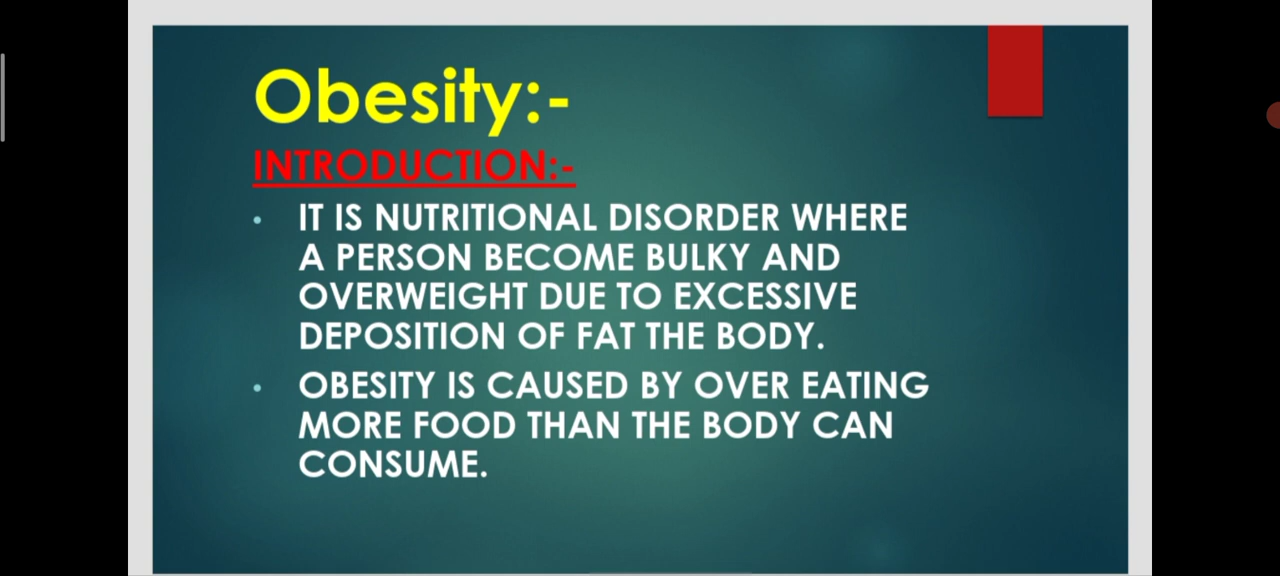 Obesity:-
INTRODUCTION:-
• IT IS NUTRITIONAL DISORDER WHERE
A PERSON BECOME BULKY AND
OVERWEIGHT DUE TO EXCESSIVE
DEPOSITION OF FAT THE BODY.
• OBESITY IS CAUSED BY OVER EATING
MORE FOOD THAN THE BODY CAN
CONSUME.